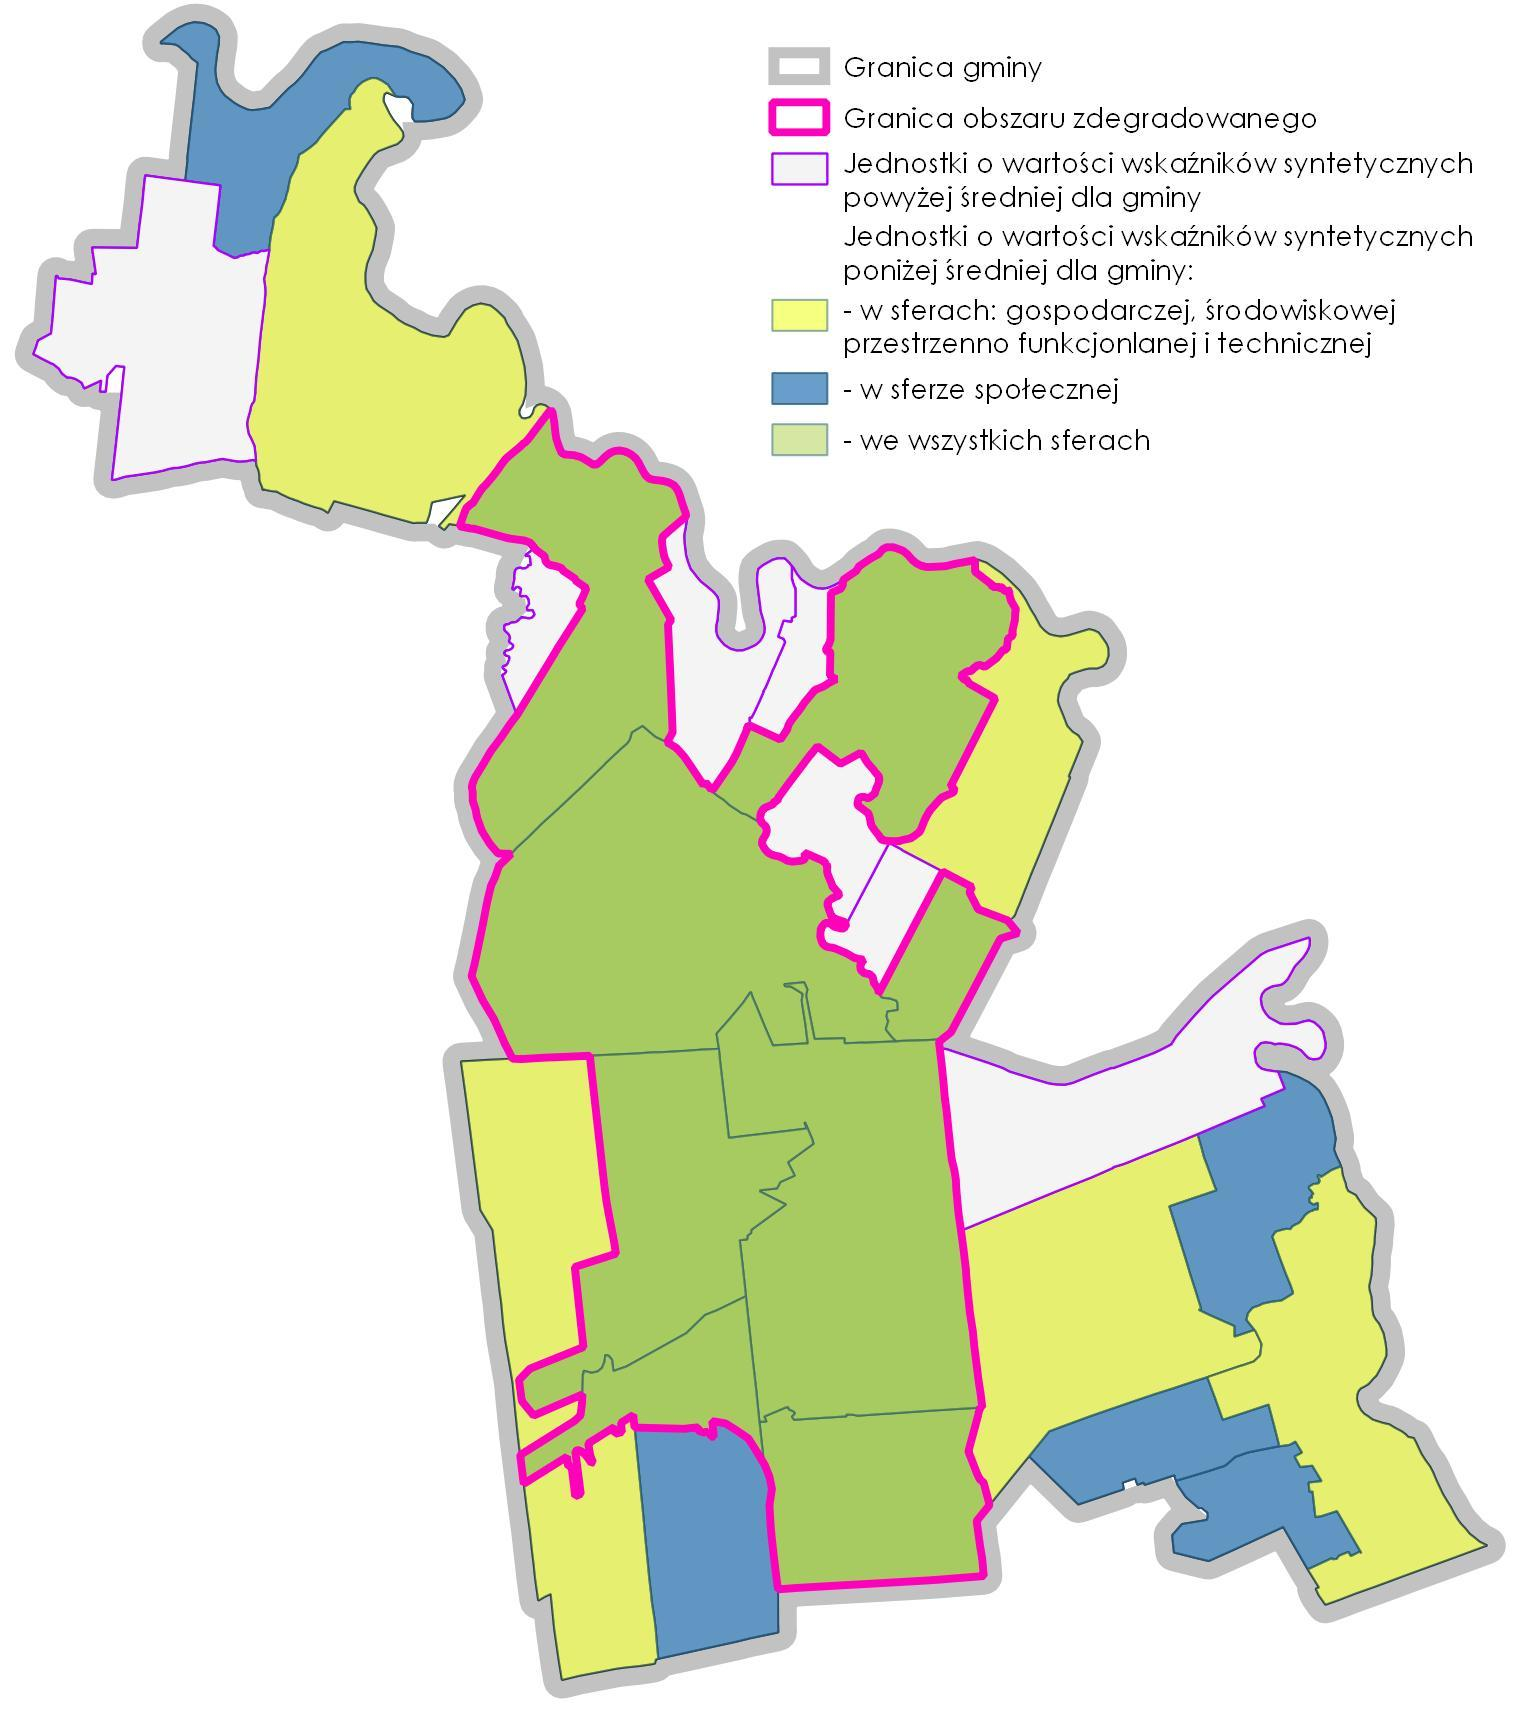 Granica gminy
Granica obszaru zdegradowanego
Jednostki o wartości wskaźników syntetycznych
powyżej średniej dla gminy
Jednostki o wartości wskaźników syntetycznych
poniżej średniej dla gminy:
- w sferach: gospodarczej, środowiskowej
przestrzenno funkcjonlanej i technicznej
- w sferze społecznej
- we wszystkich sferach